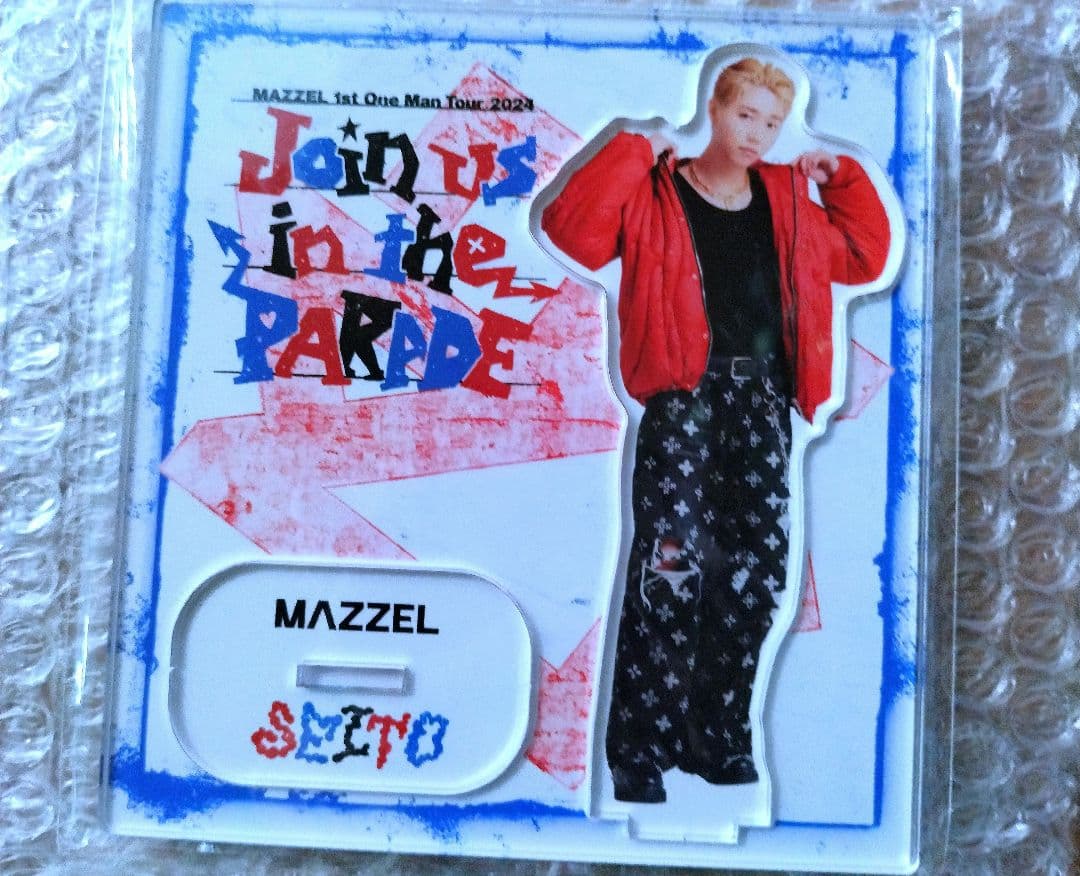 MAZZEL 1st One Man Tour 2024
Join us
in the
PARADE
MAZZEL
SEITO